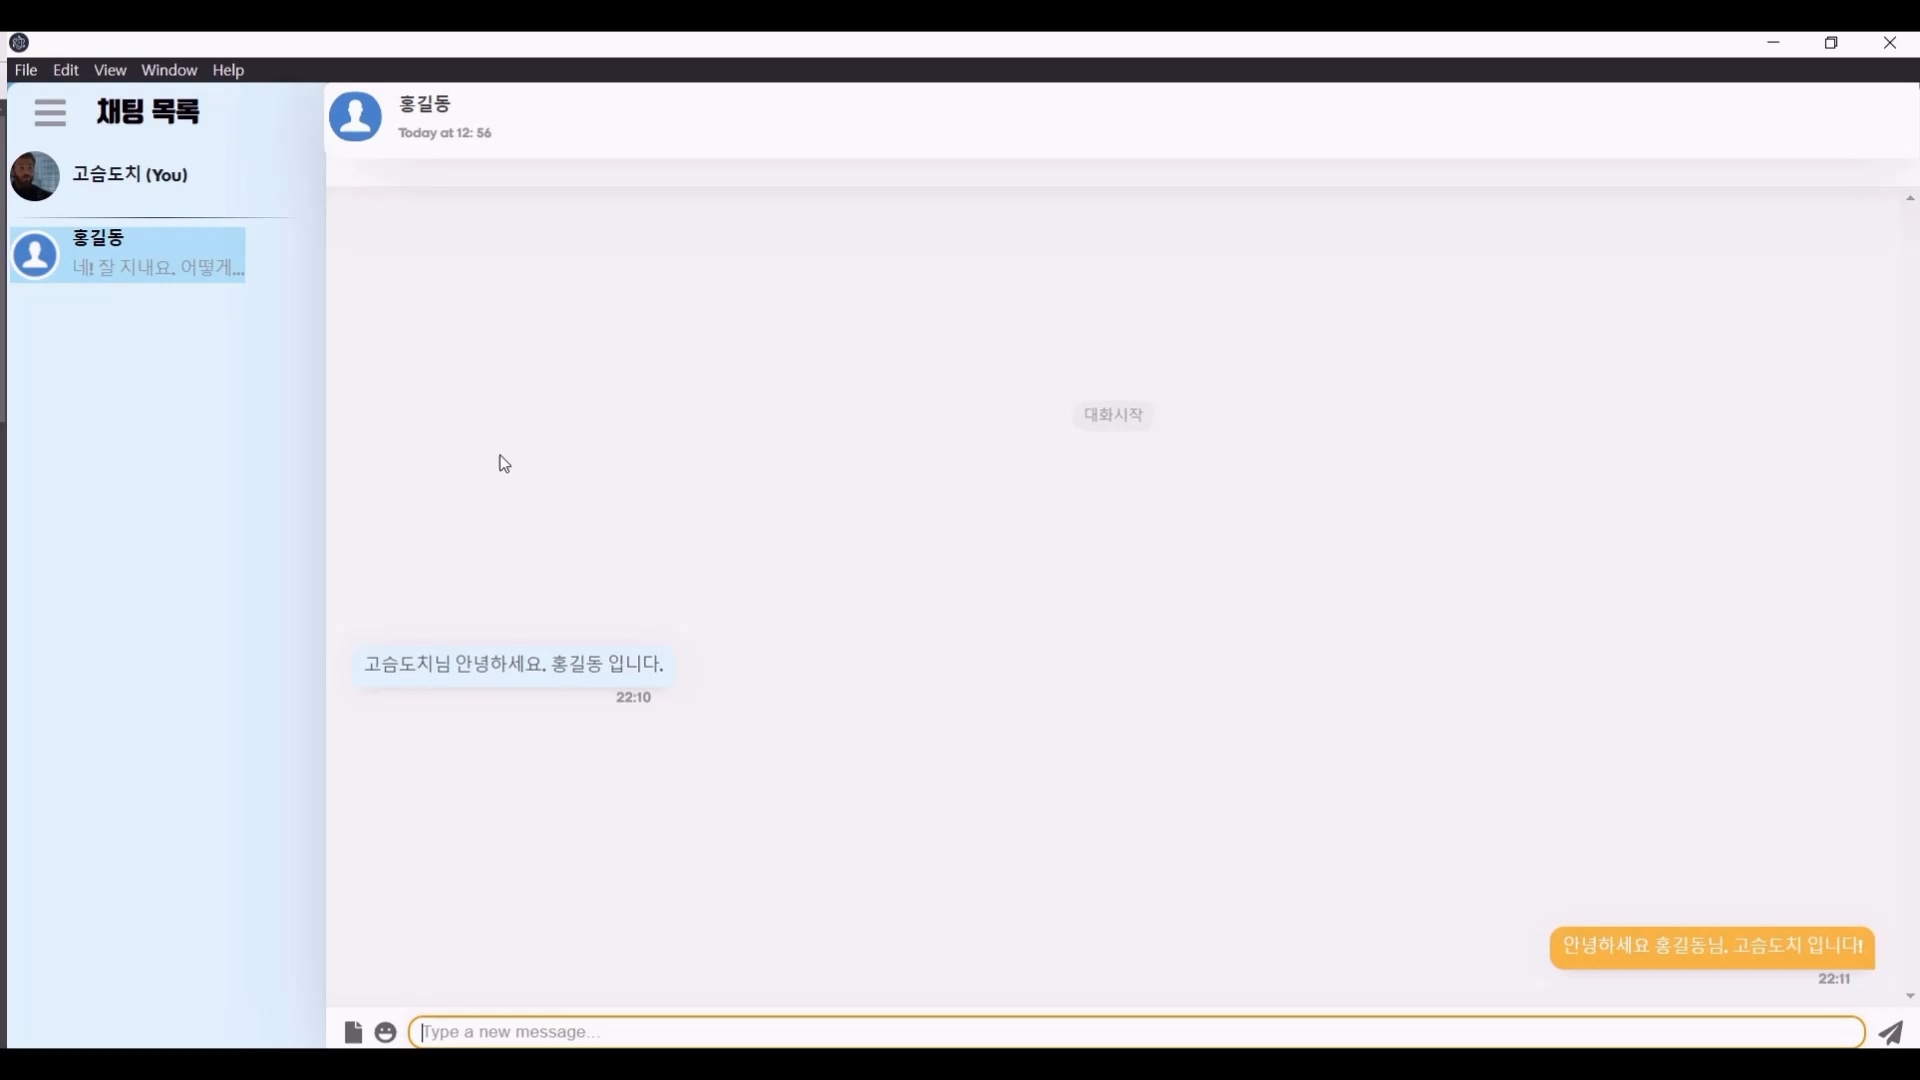 File Edit View Window Help
채팅 목록
고슴도치 (You)
홍길동
네! 잘 지내요. 어떻게...
홍길동
Today at 12: 56
대화시작
고슴도치님 안녕하세요. 홍길동 입니다.
22:10
안녕하세요 홍길동님. 고슴도치 입니다!
22:11
Type a new message...